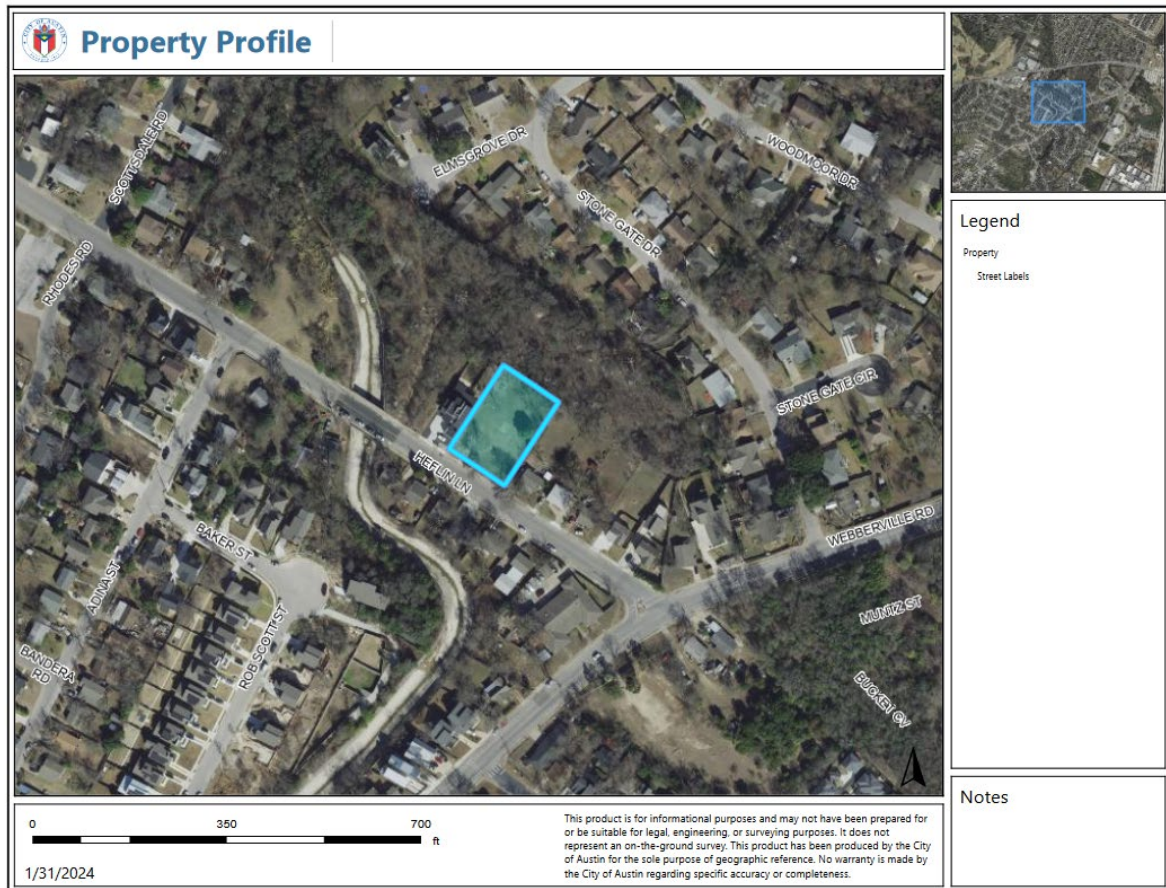 Property Profile
ELMSGROVE DR
WOODMOOR DR
SCOTTSDALE RD
STONE GATE DR
RHODES RD
STONE GATE CIR
HEFLIN LN
WEBBERVILLE RD
BAKER ST
ADINA ST
MUNTZ ST
ROB SCOTT ST
BANDERA
RD
BUCKEY CV
Legend
Property
Street Labels
Notes
0 350 700
ft
1/31/2024
This product is for informational purposes and may not have been prepared for
or be suitable for legal, engineering, or surveying purposes. It does not
represent an on-the-ground survey. This product has been produced by the City
of Austin for the sole purpose of geographic reference. No warranty is made by
the City of Austin regarding specific accuracy or completeness.